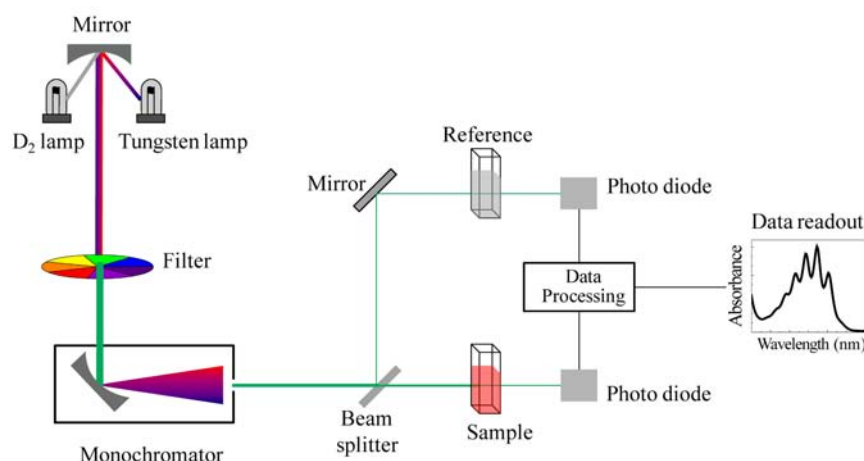 Mirror
D₂ lamp
Tungsten lamp
Filter
Monochromator
Mirror
Reference
Photo diode
Data
Processing
Beam
splitter
Sample
Photo diode
Data readout
Absorbance
Wavelength (nm)